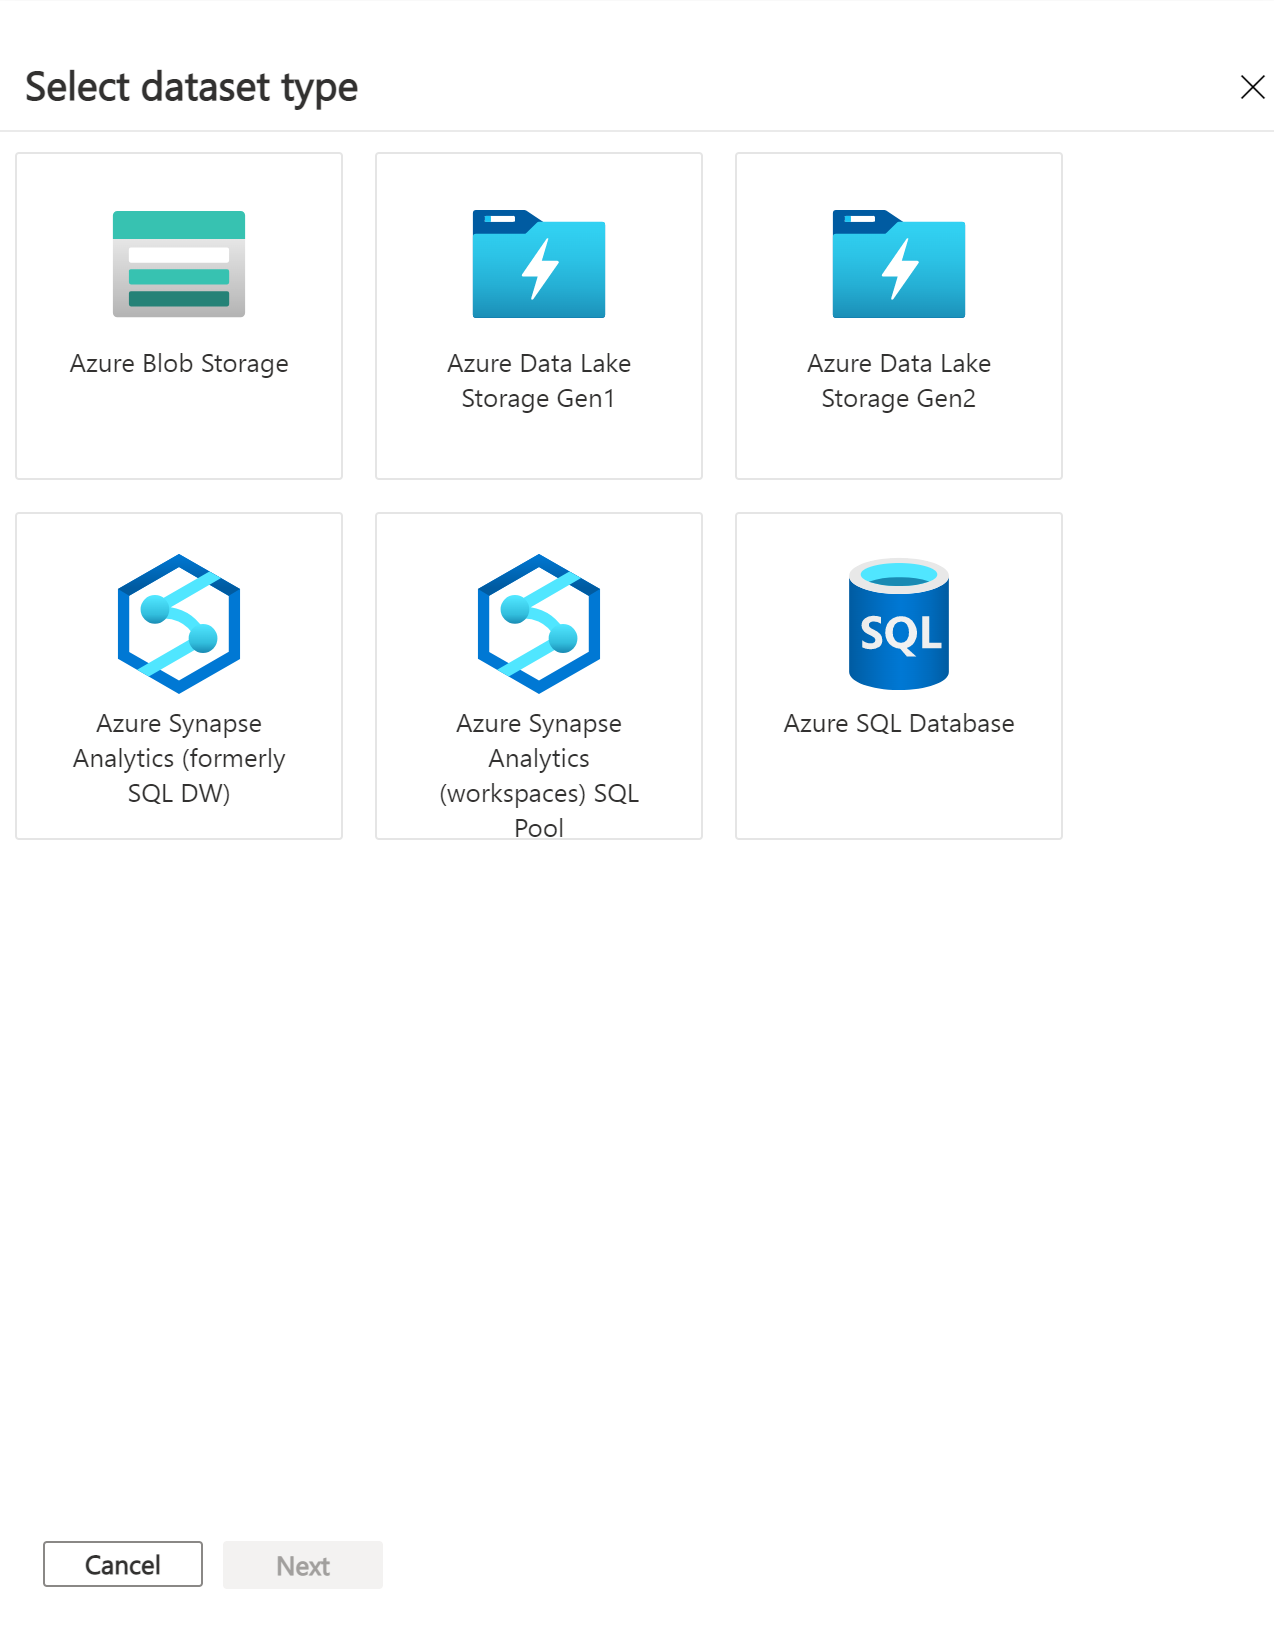 Select dataset type
Azure Blob Storage
Azure Data Lake
Storage Gen1
Azure Data Lake
Storage Gen2
Azure Synapse
Analytics (formerly
SQL DW)
Azure Synapse
Analytics
(workspaces) SQL
Pool
SQL
Azure SQL Database
Cancel
Next